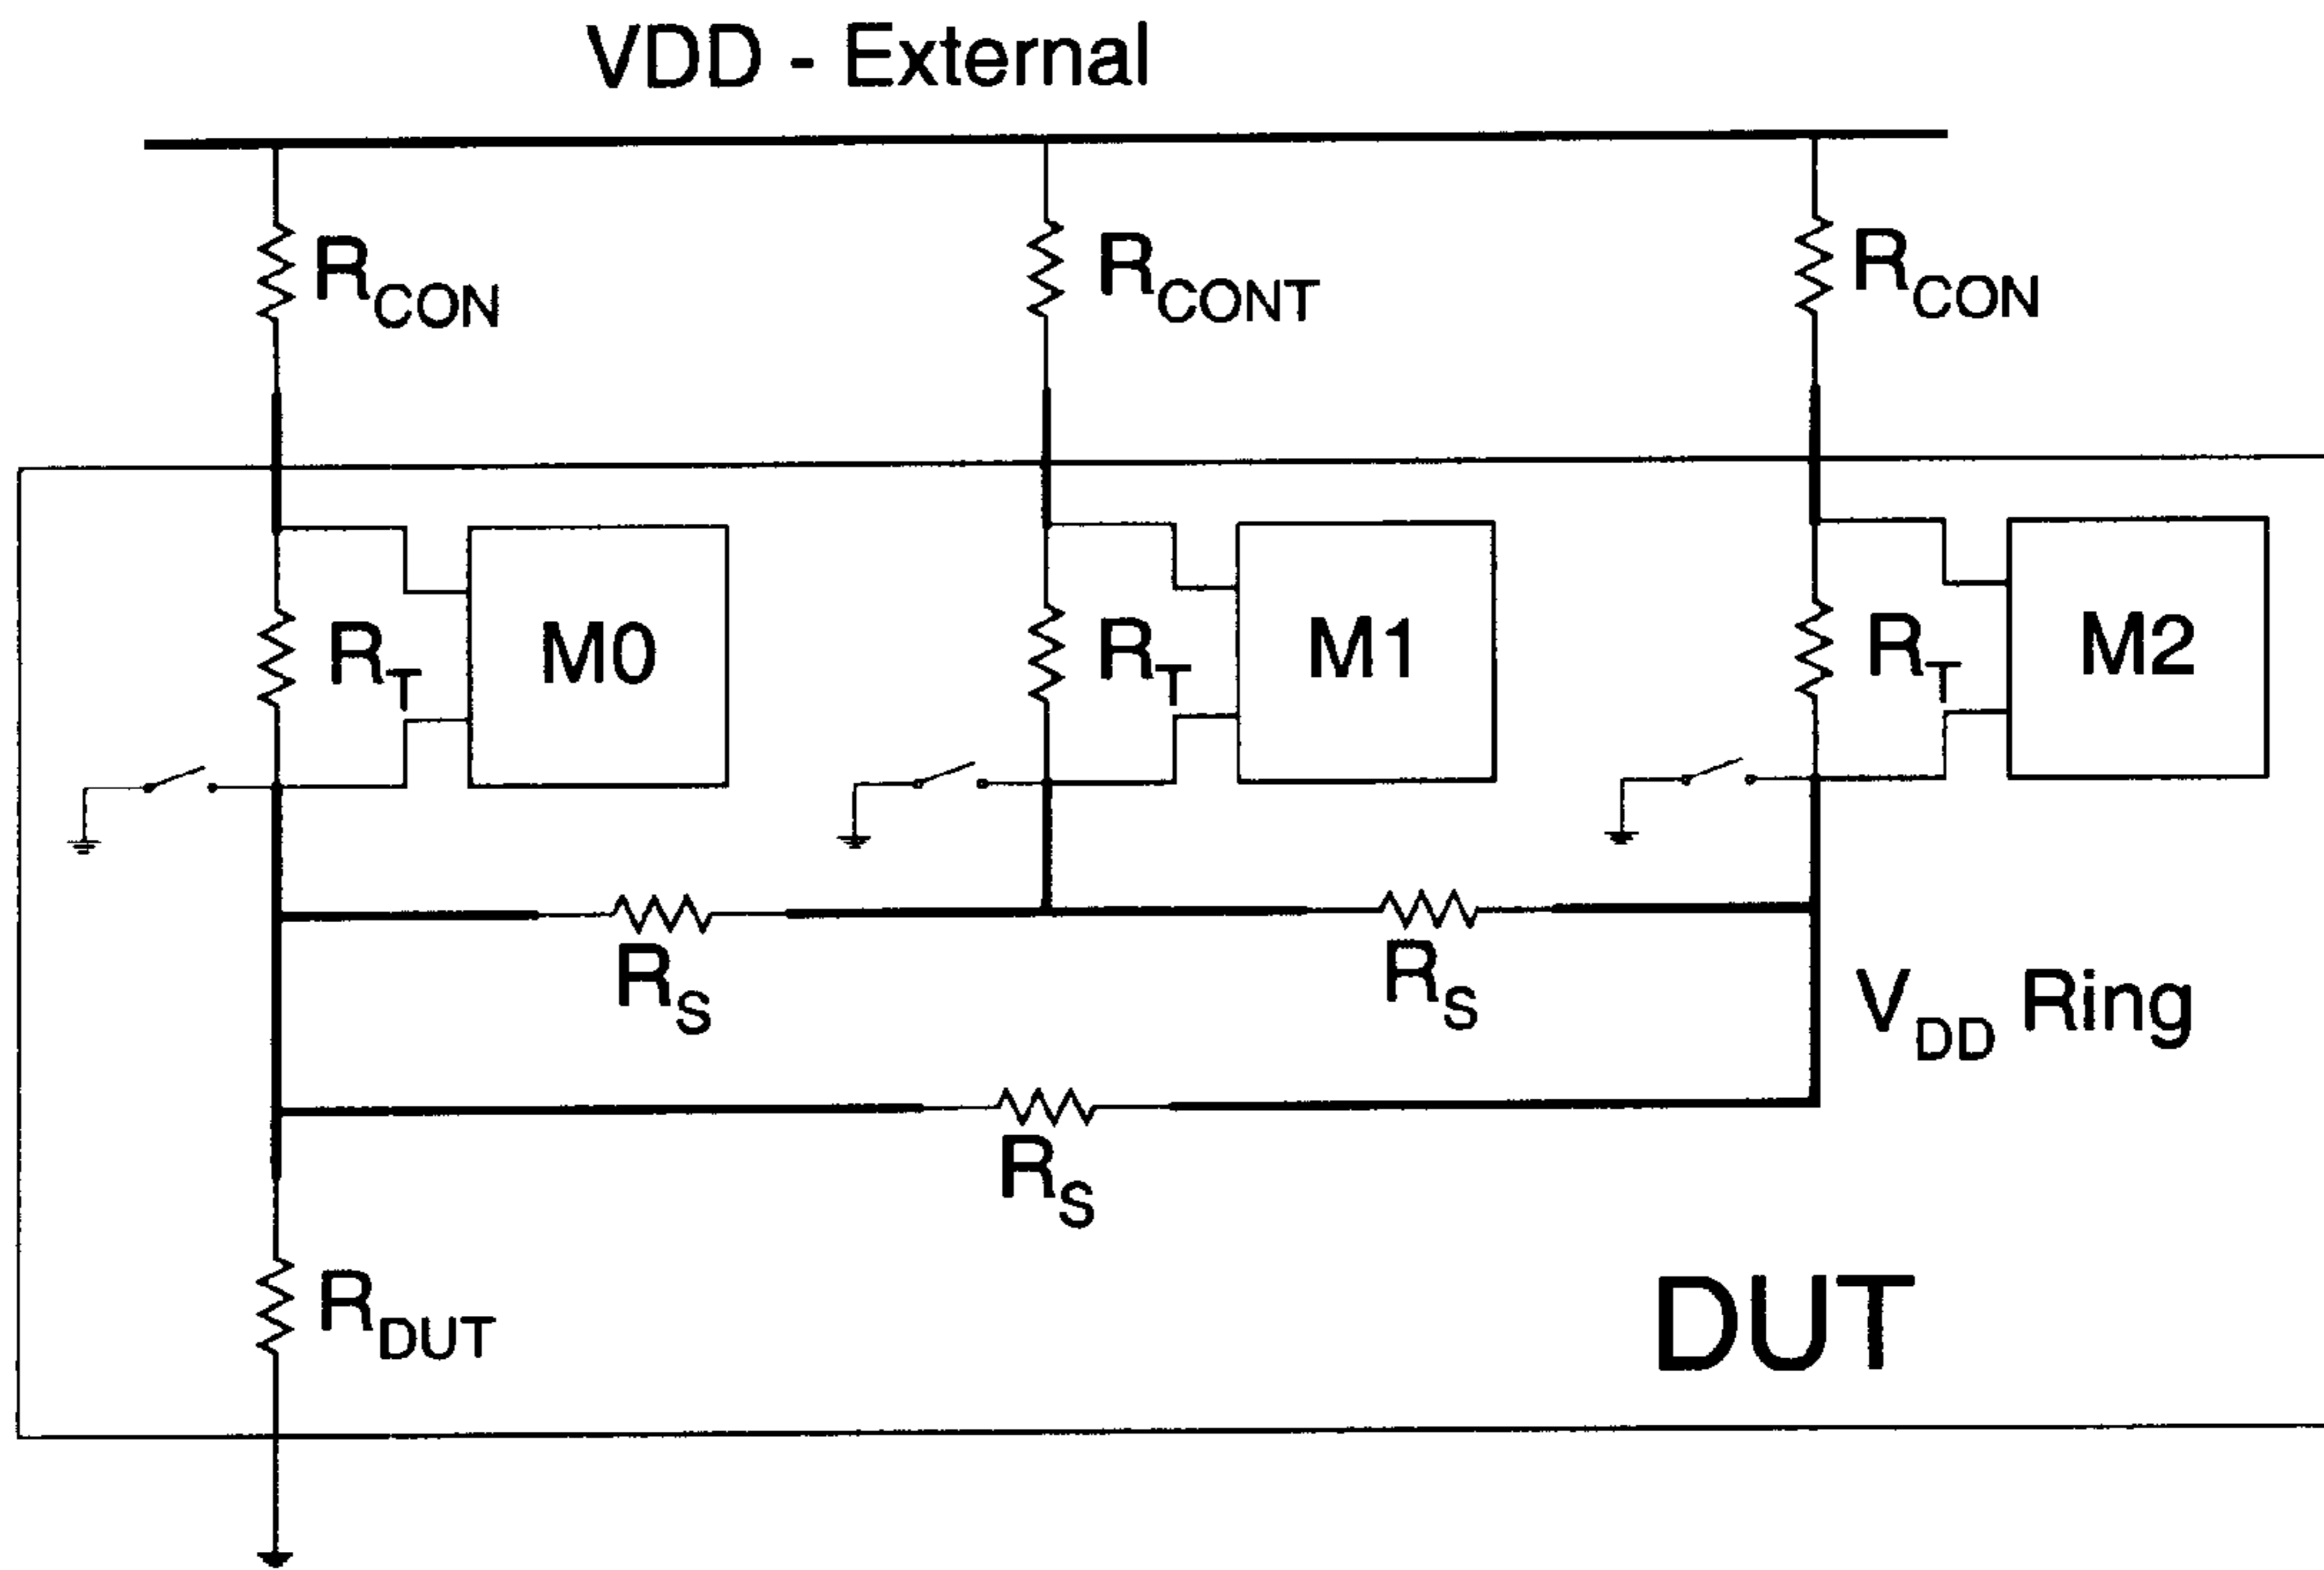 VDD - External
RCON
RCONT
RCON
RT
M0
RT
M1
RT
M2
RS
RS
VDD Ring
RS
RDUT
DUT